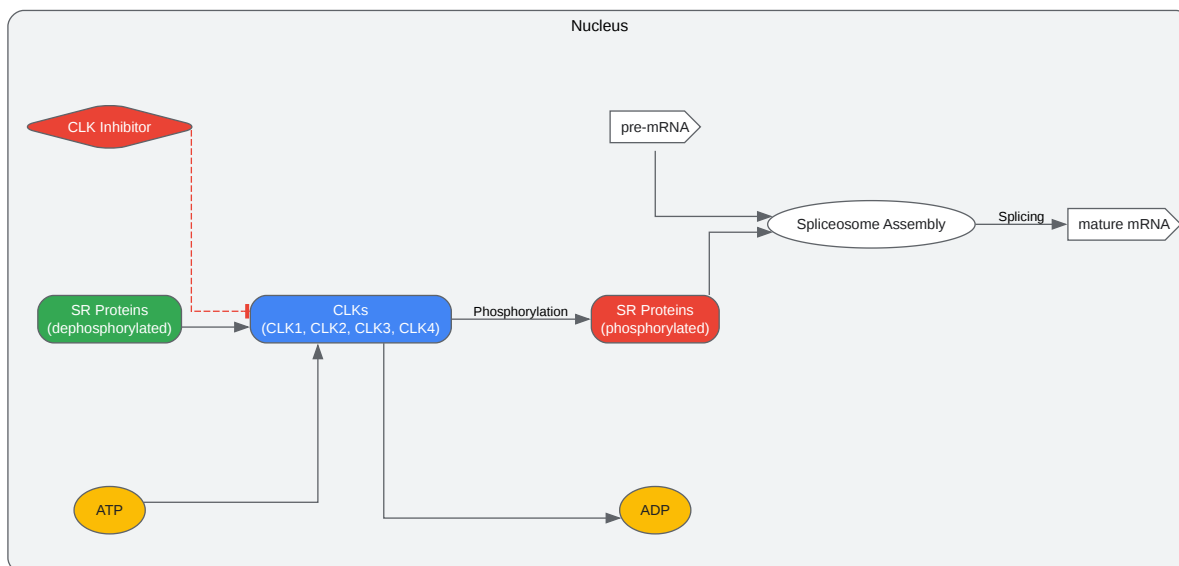 Nucleus
CLK Inhibitor
pre-mRNA
Spliceosome Assembly
Splicing
mature mRNA
SR Proteins
(dephosphorylated)
CLKs
(CLK1, CLK2, CLK3, CLK4)
Phosphorylation
SR Proteins
(phosphorylated)
ATP
ADP